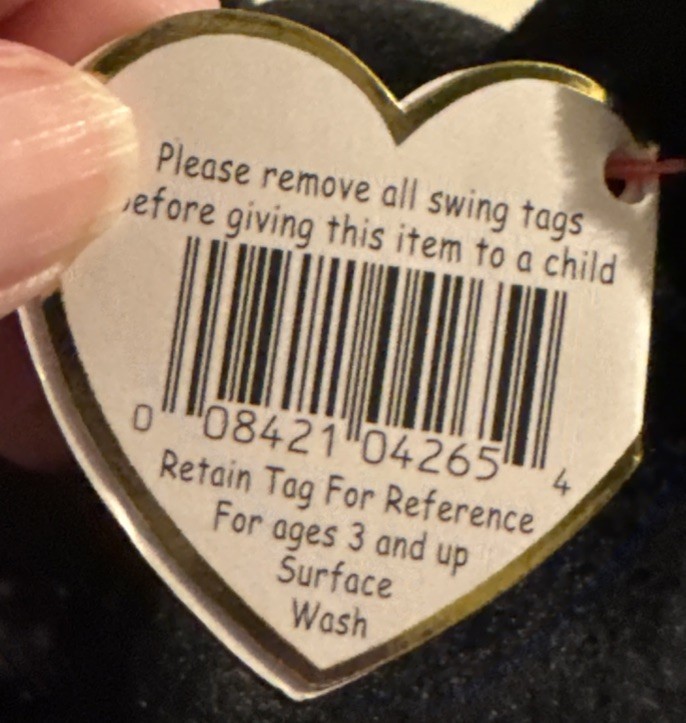 Please remove all swing tags
before giving this item to a child
0 08421 04265 4
Retain Tag For Reference
For ages 3 and up
Surface
Wash